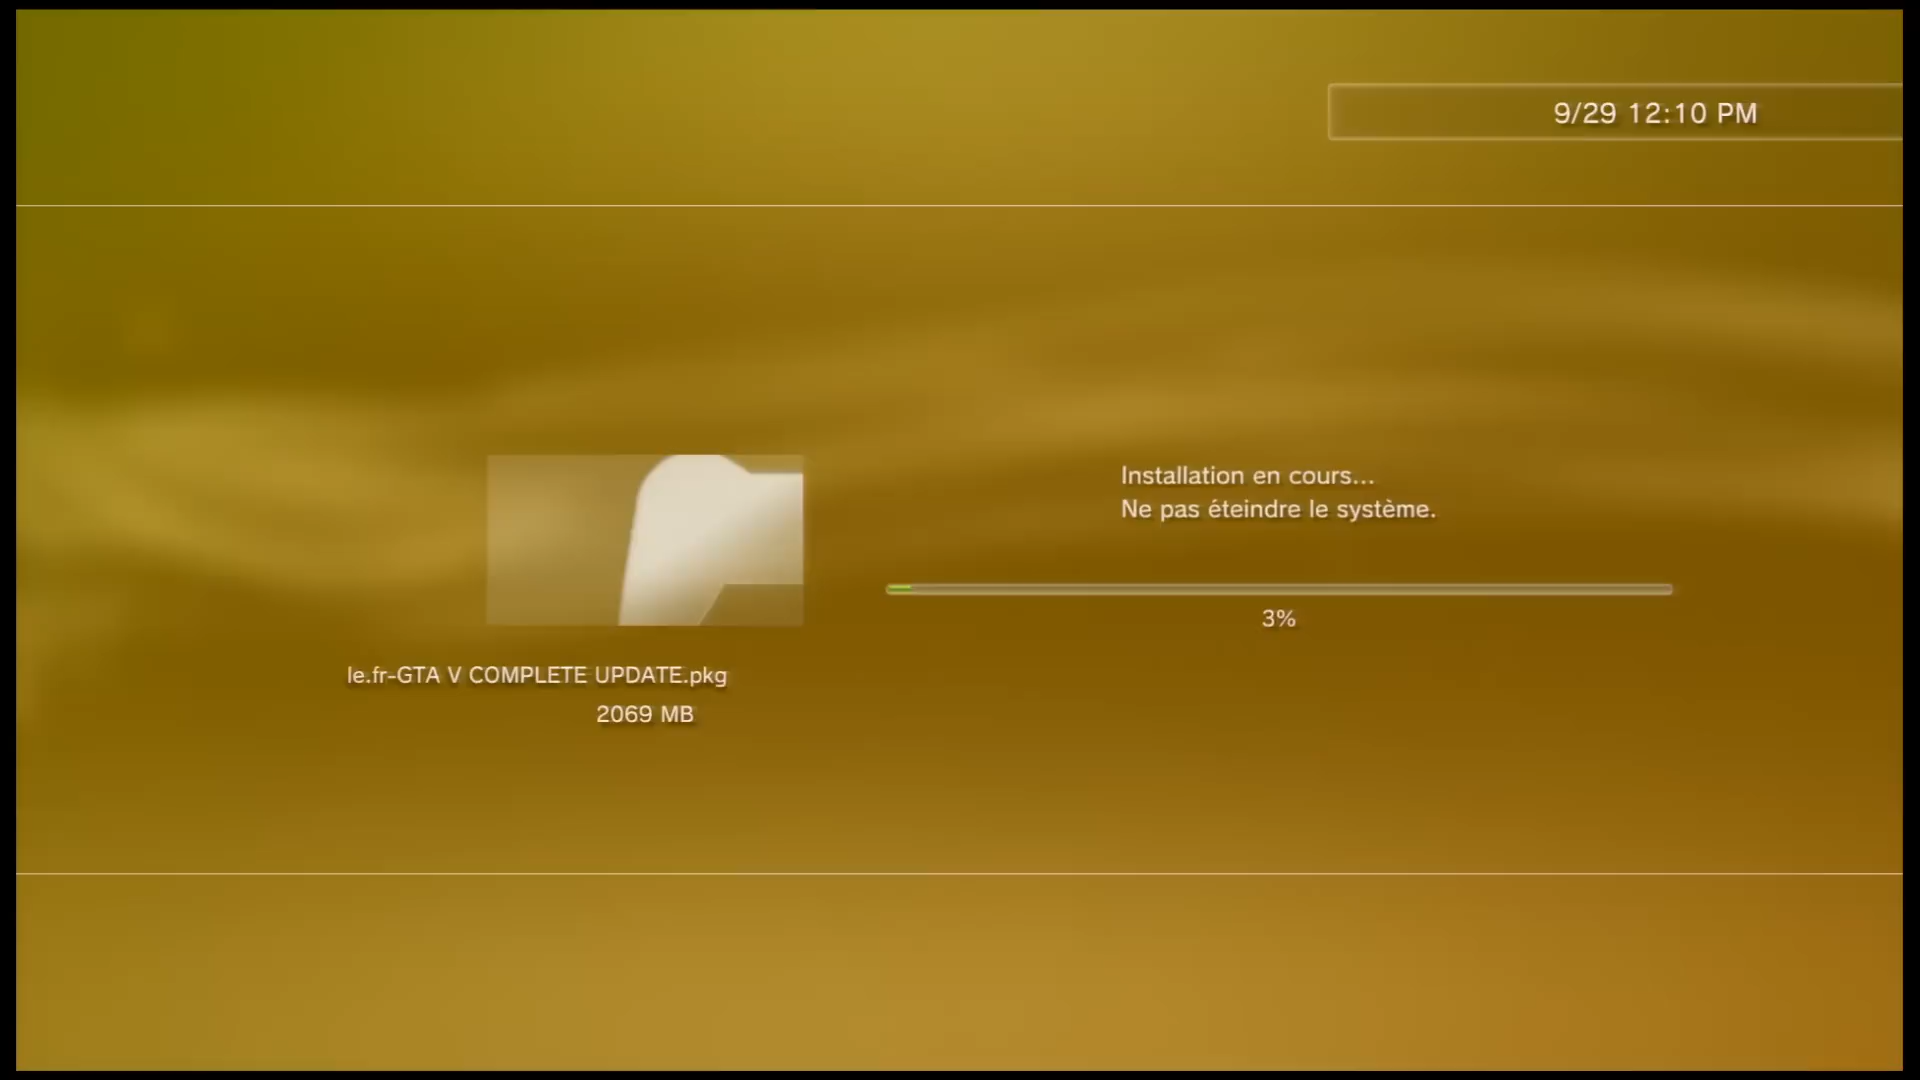 9/29 12:10 PM
Installation en cours...
Ne pas éteindre le système.
3%
le.fr-GTA V COMPLETE UPDATE.pkg
2069 MB